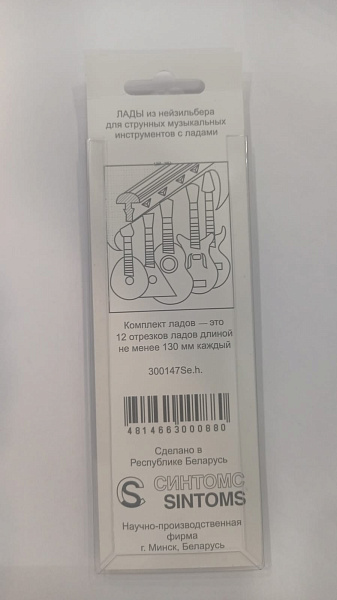 ЛАДЫ из нейзильбера
для струнных музыкальных
инструментов с ладами
Комплект ладов — это
12 отрезков ладов длиной
не менее 130 мм каждый
300147Se.h.
4814663000880
Сделано в
Республике Беларусь
СИНТОМС
SINTOMS
Научно-производственная
фирма
г. Минск, Беларусь